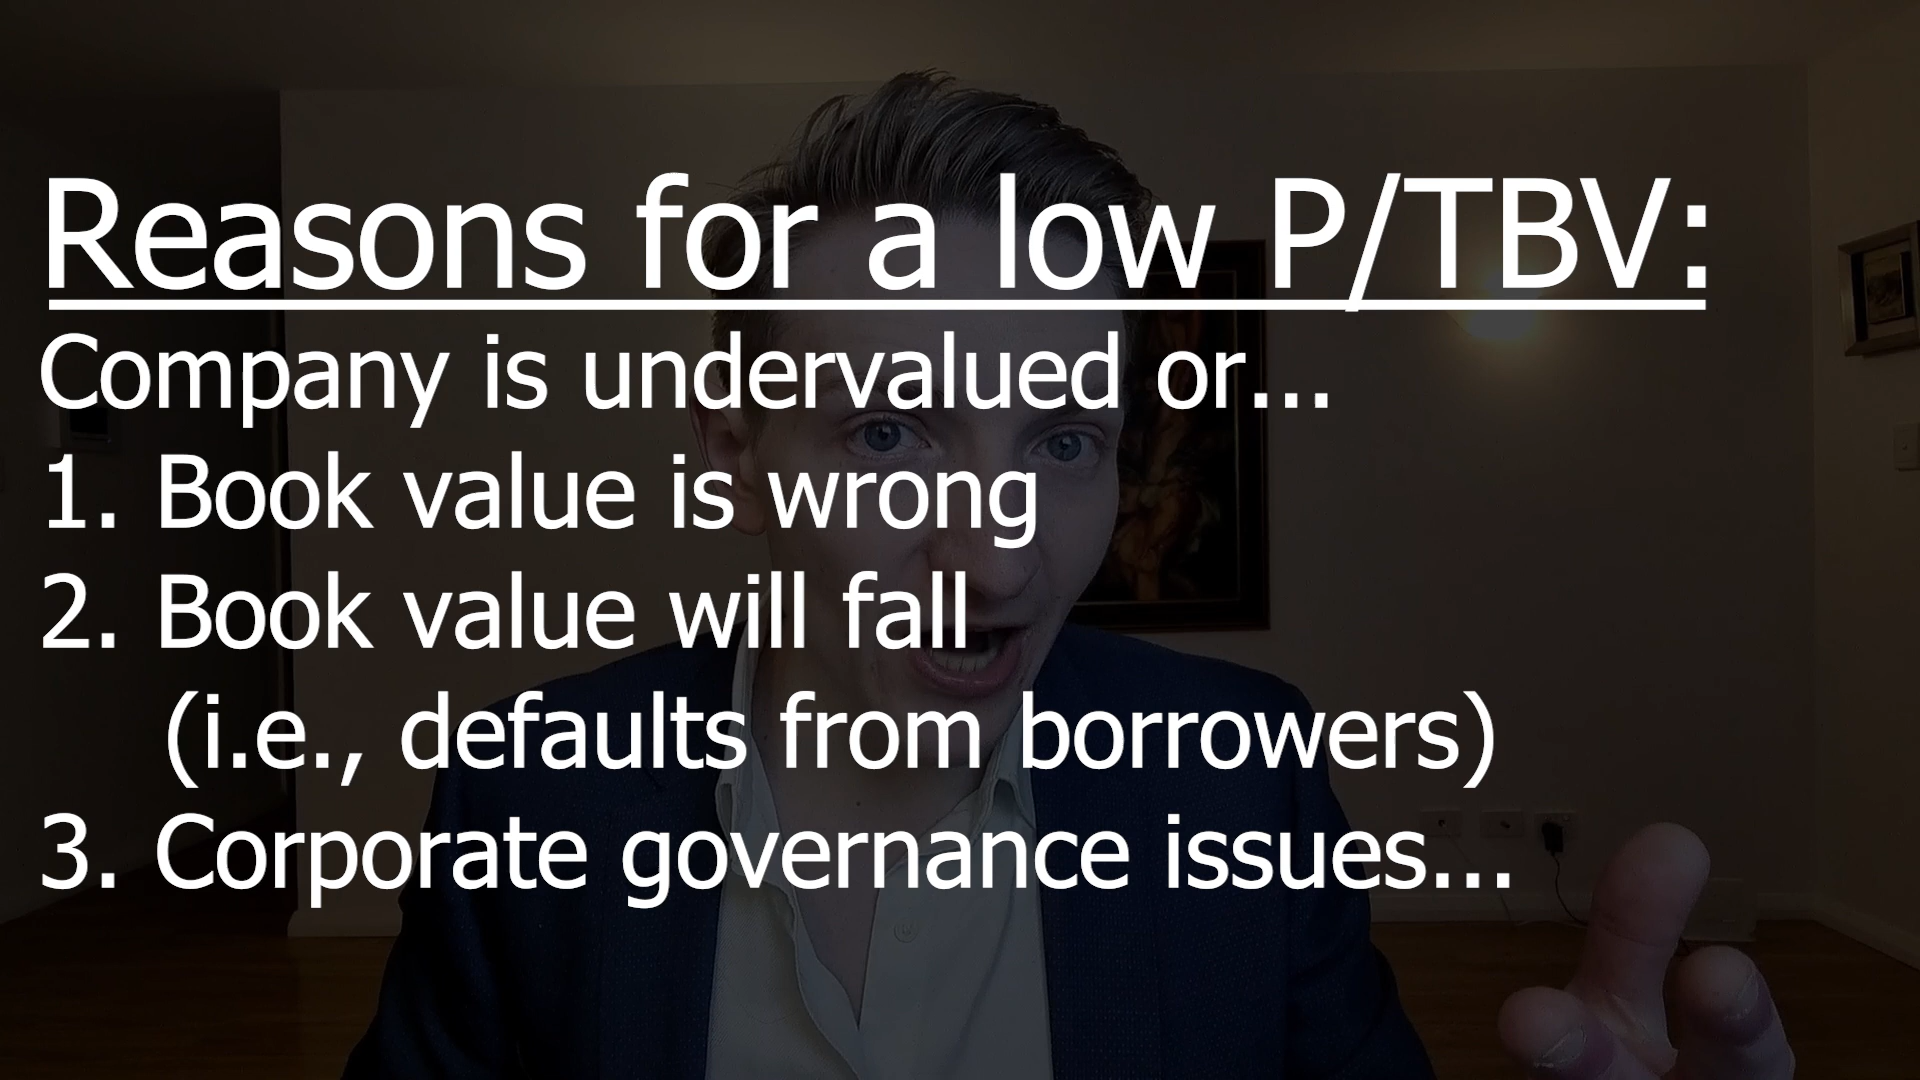 Reasons for a low P/TBV:
Company is undervalued or...
1. Book value is wrong
2. Book value will fall
(i.e., defaults from borrowers)
3. Corporate governance issues...